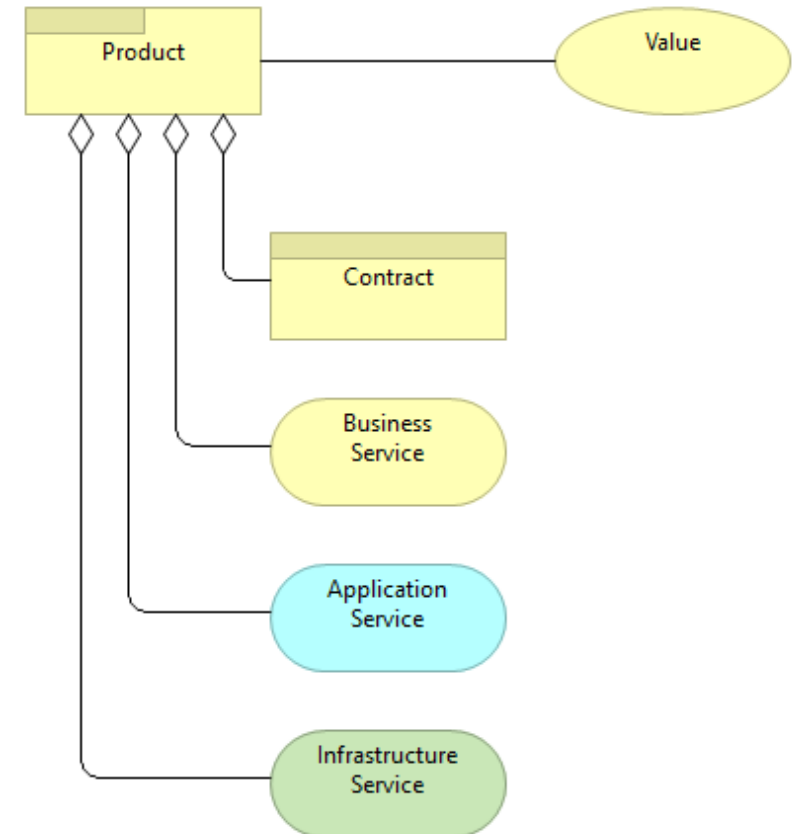 Product
Value
Contract
Business
Service
Application
Service
Infrastructure
Service